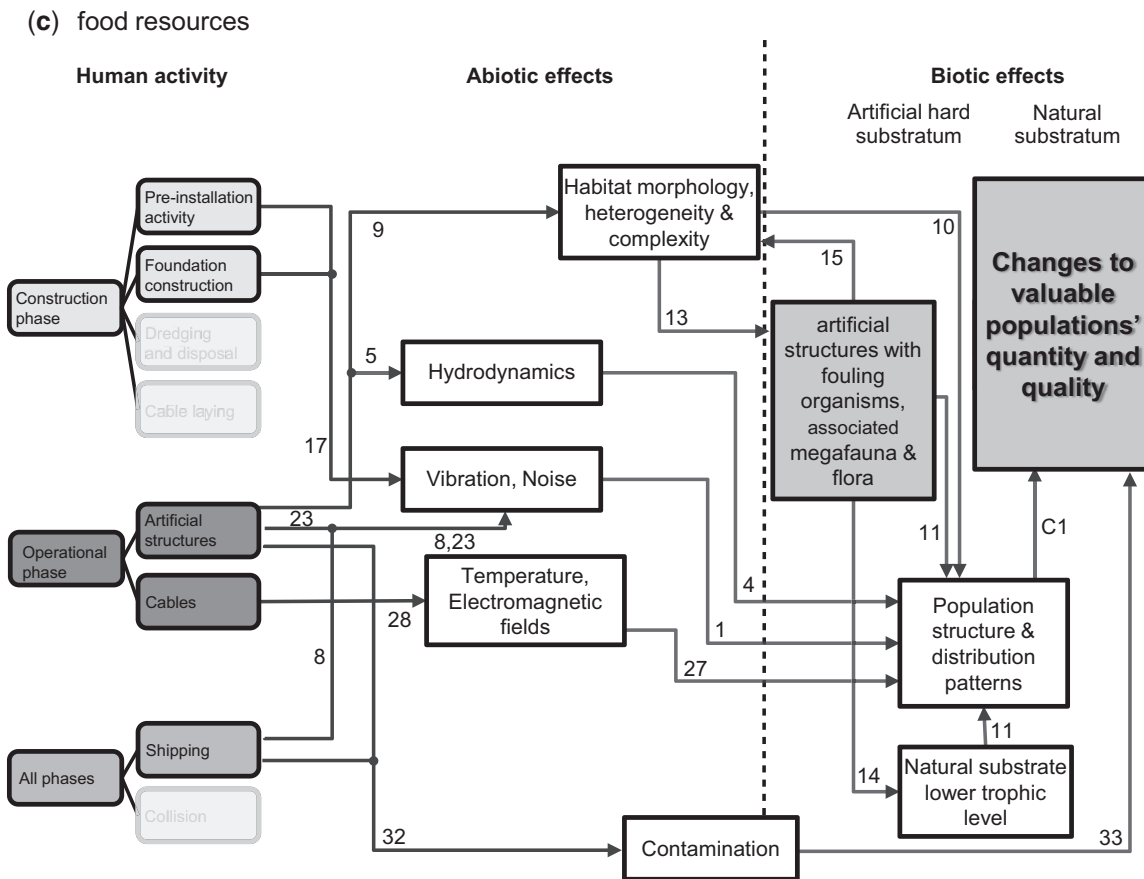 (c) food resources
Human activity
Abiotic effects
Biotic effects
Artificial hard
substratum
Natural
substratum
Pre-installation
activity
Foundation
construction
Construction
phase
Dredging
and disposal
Cable laying
17
9
5
Habitat morphology,
heterogeneity &
complexity
10
15
13
Hydrodynamics
Vibration, Noise
artificial
structures with
fouling
organisms,
associated
megafauna &
flora
Changes to
valuable
populations'
quantity and
quality
Artificial
structures
23
8,23
Operational
phase
Cables
28
Temperature,
Electromagnetic
fields
8
4
1
27
11
C1
Population
structure &
distribution
patterns
11
14
Natural substrate
lower trophic
level
Shipping
All phases
Collision
32
Contamination
33